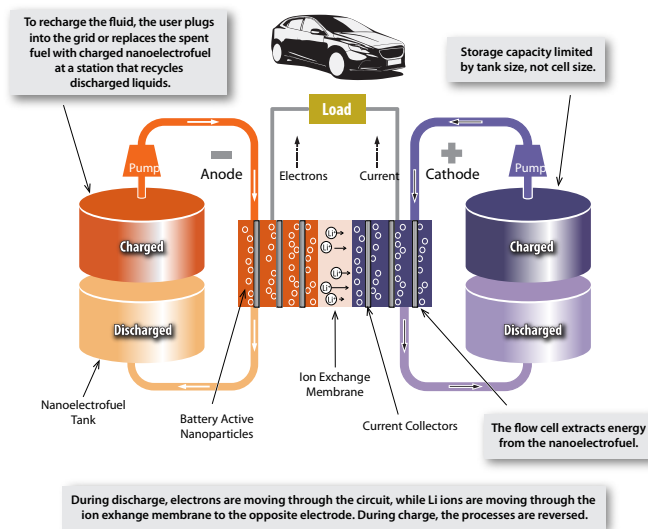 To recharge the fluid, the user plugs
into the grid or replaces the spent
fuel with charged nanoelectrofuel
at a station that recycles
discharged liquids.
Storage capacity limited
by tank size, not cell size.
Load
Pump
Anode
Electrons
Current
Cathode
Pump
Charged
Discharged
Li+
Li+
Li+
Li+
Li+
Charged
Discharged
Nanoelectrofuel
Tank
Battery Active
Nanoparticles
Ion Exchange
Membrane
Current Collectors
The flow cell extracts energy
from the nanoelectrofuel.
During discharge, electrons are moving through the circuit, while Li ions are moving through the
ion exhange membrane to the opposite electrode. During charge, the processes are reversed.